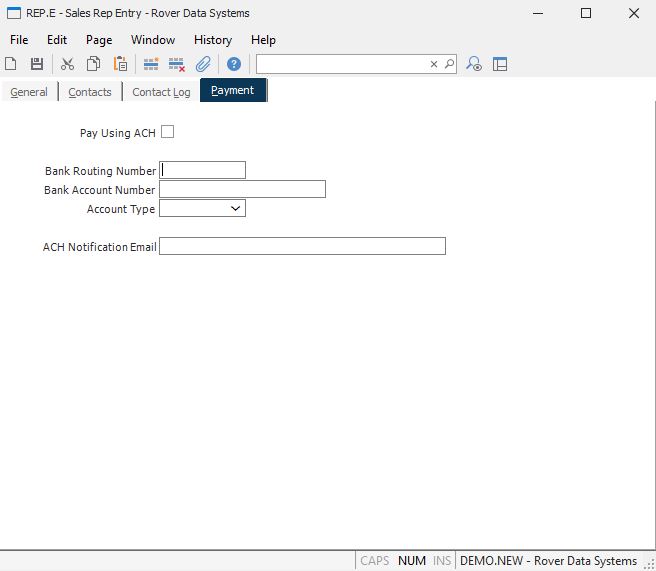 REP.E - Sales Rep Entry - Rover Data Systems
File Edit Page Window History Help
General Contacts Contact Log Payment
Pay Using ACH
Bank Routing Number
Bank Account Number
Account Type
ACH Notification Email
CAPS NUM INS DEMO.NEW - Rover Data Systems